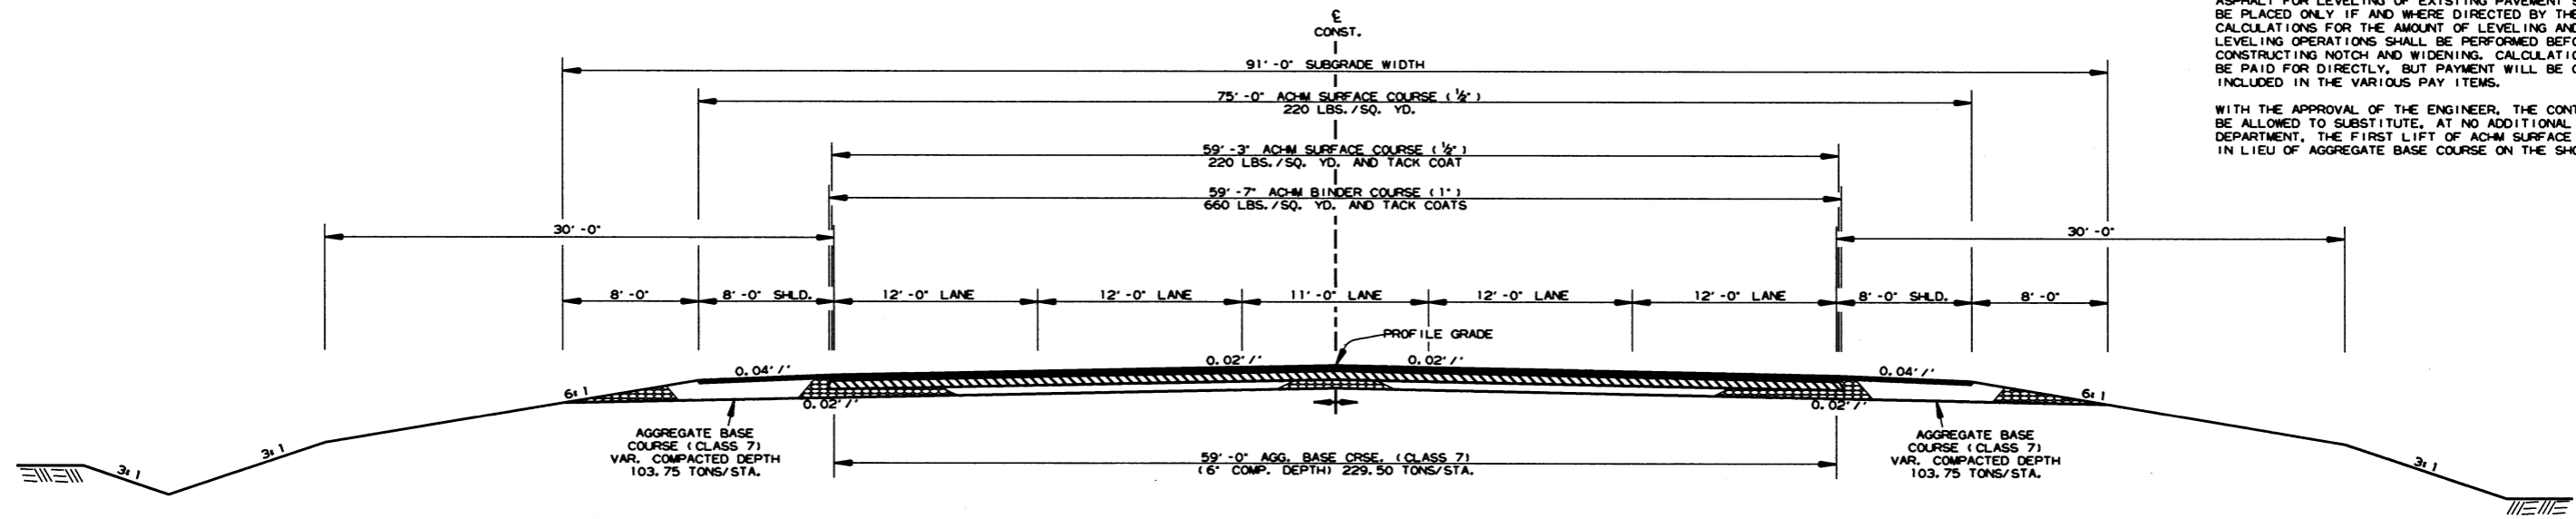 ℄
CONST.
91'-0" SUBGRADE WIDTH
75'-0" ACHM SURFACE COURSE (½")
220 LBS./SQ. YD.
59'-3" ACHM SURFACE COURSE (½")
220 LBS./SQ. YD. AND TACK COAT
59'-7" ACHM BINDER COURSE (1")
660 LBS./SQ. YD. AND TACK COATS
30'-0" 30'-0"
8'-0" 8'-0" SHLD. 12'-0" LANE 12'-0" LANE 11'-0" LANE 12'-0" LANE 12'-0" LANE 8'-0" SHLD. 8'-0"
PROFILE GRADE
0.04'/' 0.02'/' 0.02'/' 0.04'/'
6:1 0.02'/' 0.02'/' 6:1
3:1 3:1 3:1
AGGREGATE BASE
COURSE (CLASS 7)
VAR. COMPACTED DEPTH
103.75 TONS/STA.
59'-0" AGG. BASE CRSE. (CLASS 7)
(6" COMP. DEPTH) 229.50 TONS/STA.
AGGREGATE BASE
COURSE (CLASS 7)
VAR. COMPACTED DEPTH
103.75 TONS/STA.
ASPHALT FOR LEVELING OF EXISTING PAVEMENT
BE PLACED ONLY IF AND WHERE DIRECTED BY THE
CALCULATIONS FOR THE AMOUNT OF LEVELING AND
LEVELING OPERATIONS SHALL BE PERFORMED BEFO
CONSTRUCTING NOTCH AND WIDENING. CALCULATIO
BE PAID FOR DIRECTLY, BUT PAYMENT WILL BE
INCLUDED IN THE VARIOUS PAY ITEMS.
WITH THE APPROVAL OF THE ENGINEER, THE CONT
BE ALLOWED TO SUBSTITUTE, AT NO ADDITIONAL
DEPARTMENT, THE FIRST LIFT OF ACHM SURFACE
IN LIEU OF AGGREGATE BASE COURSE ON THE SHO